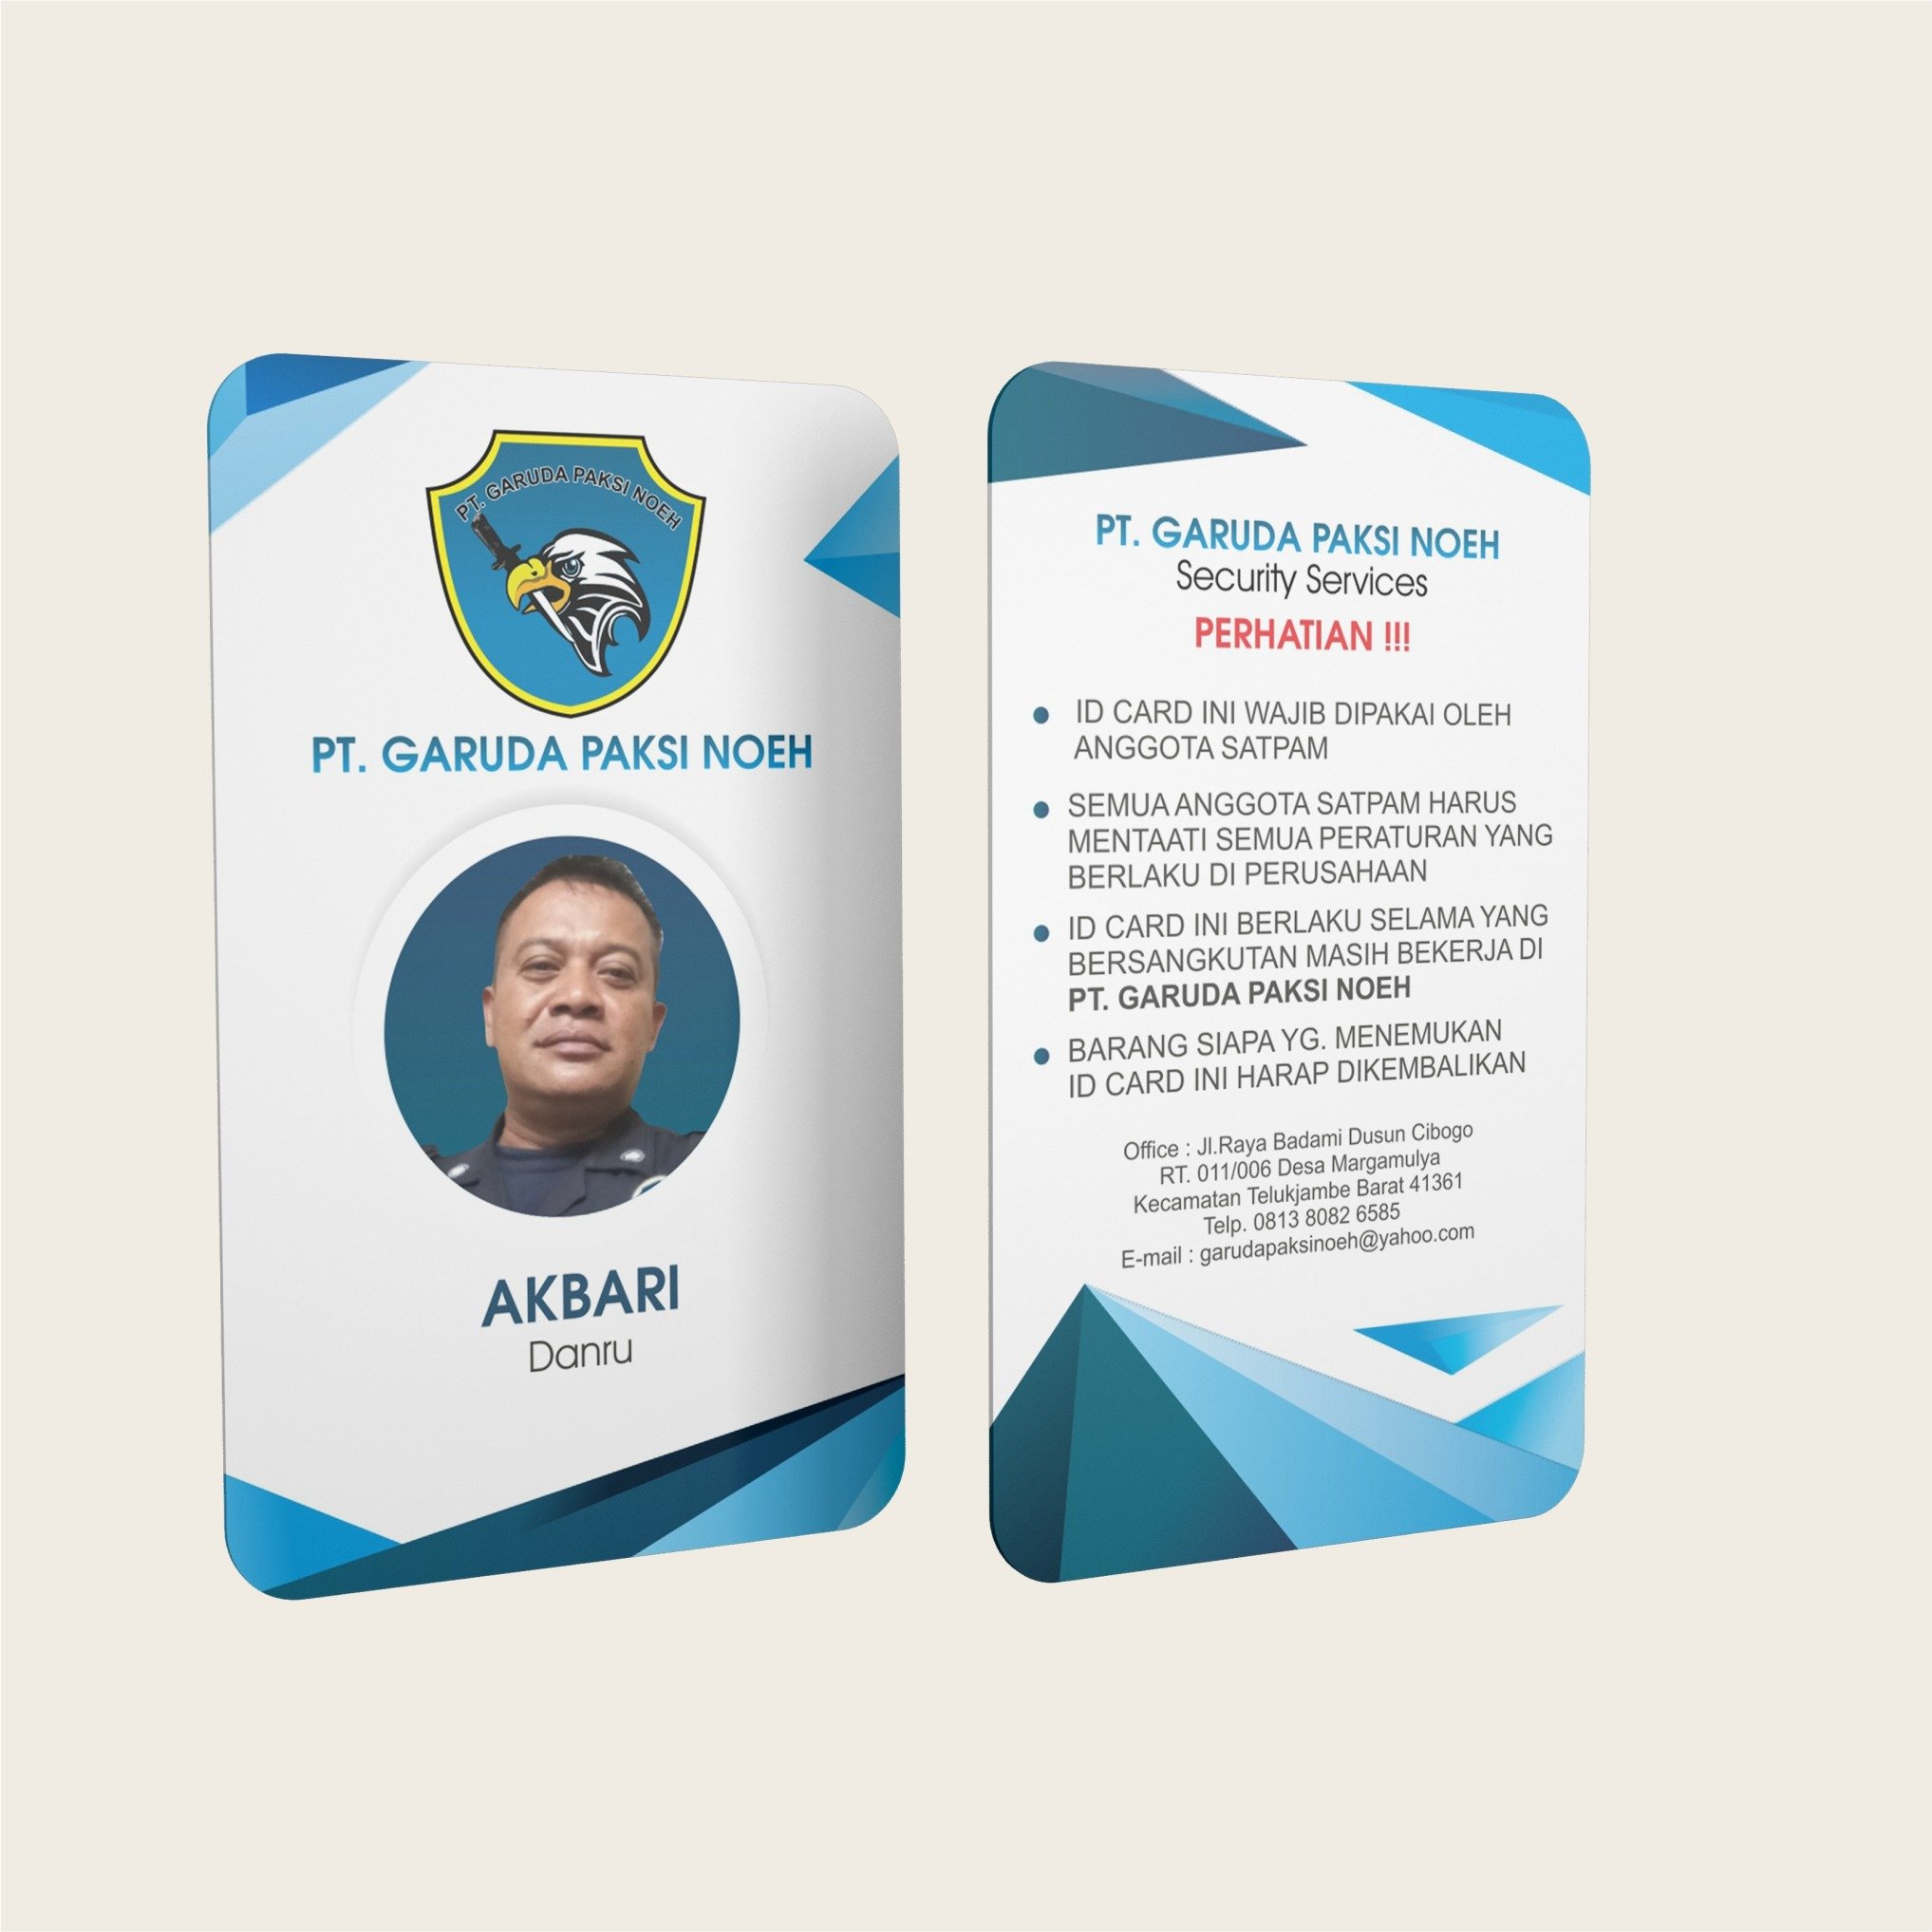 PT. GARUDA PAKSI NOEH
PT. GARUDA PAKSI NOEH
AKBARI
Danru
PT. GARUDA PAKSI NOEH
Security Services
PERHATIAN !!!
ID CARD INI WAJIB DIPAKAI OLEH
ANGGOTA SATPAM
SEMUA ANGGOTA SATPAM HARUS
MENTAATI SEMUA PERATURAN YANG
BERLAKU DI PERUSAHAAN
ID CARD INI BERLAKU SELAMA YANG
BERSANGKUTAN MASIH BEKERJA DI
PT. GARUDA PAKSI NOEH
BARANG SIAPA YG. MENEMUKAN
ID CARD INI HARAP DIKEMBALIKAN
Office : Jl.Raya Badami Dusun Cibogo
RT. 011/006 Desa Margamulya
Kecamatan Telukjambe Barat 41361
Telp. 0813 8082 6585
E-mail : garudapaksinoeh@yahoo.com